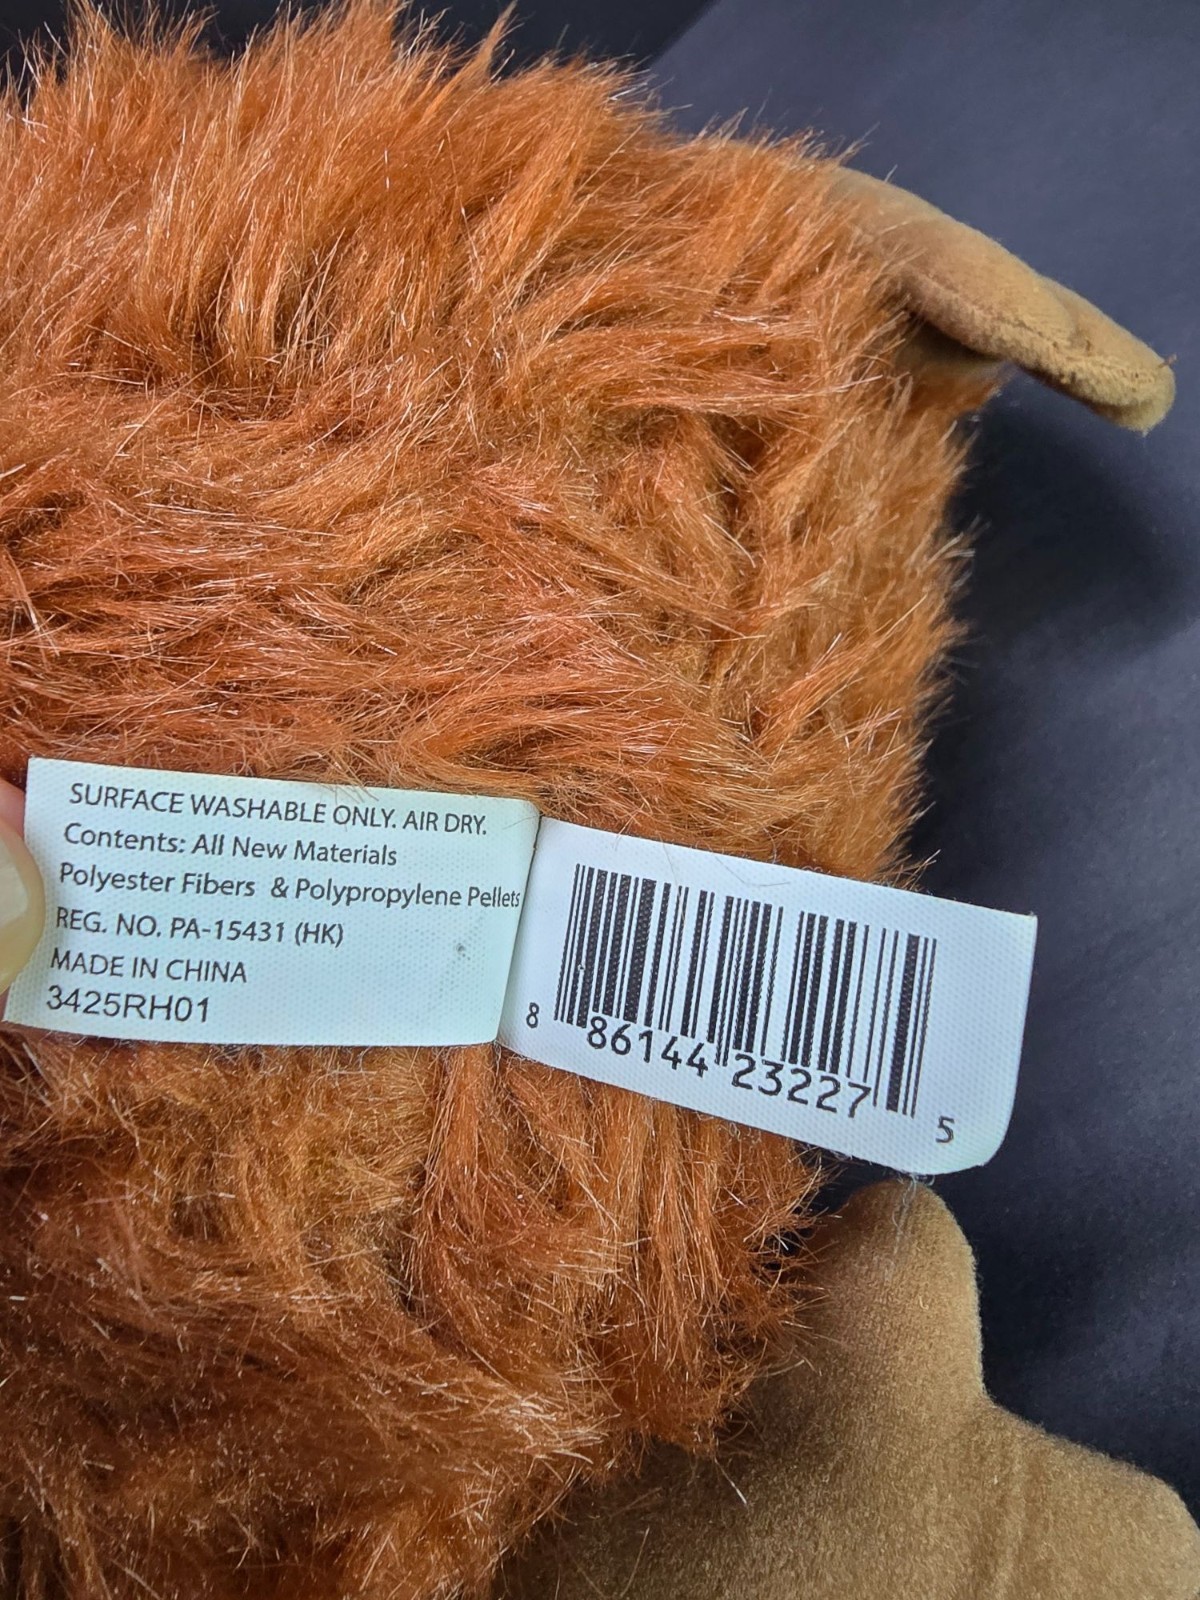 SURFACE WASHABLE ONLY. AIR DRY.
Contents: All New Materials
Polyester Fibers & Polypropylene Pellets
REG. NO. PA-15431 (HK)
MADE IN CHINA
3425RH01
8 86144 23227 5